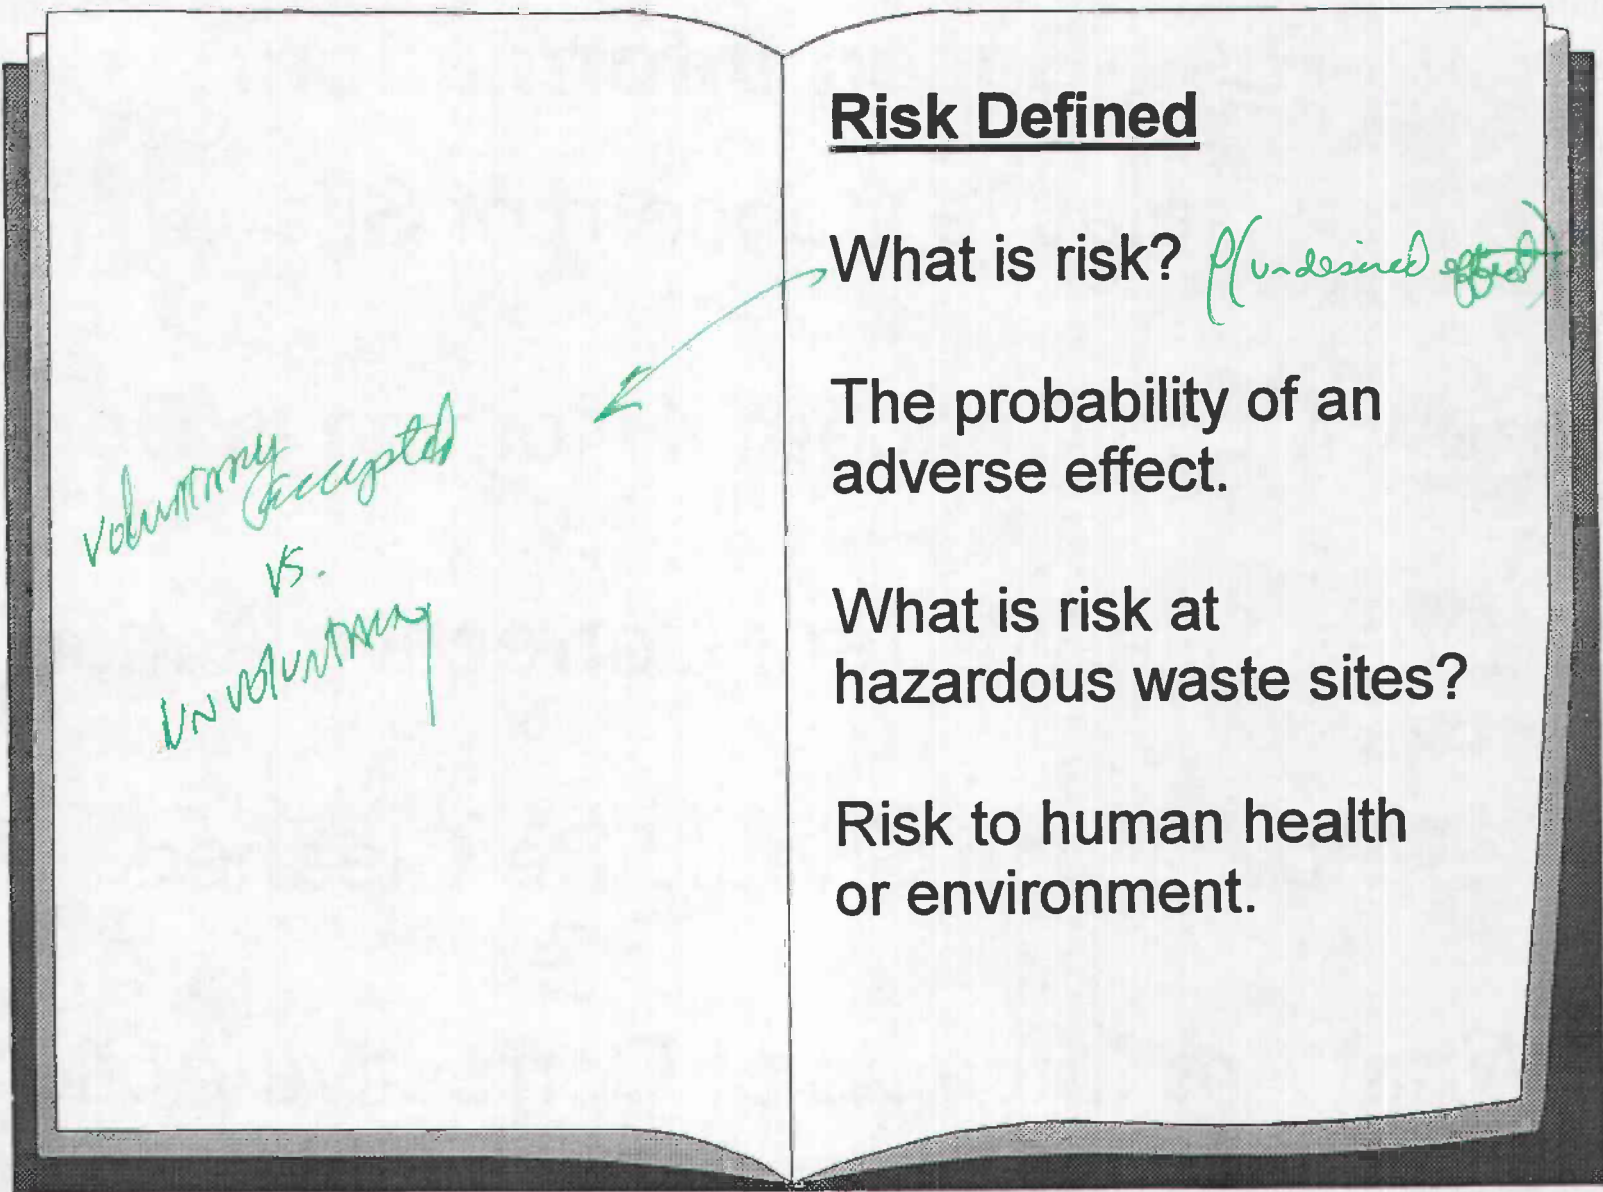 voluntary
accepted
vs.
unvoluntary
Risk Defined
What is risk? P(undesired effect)
The probability of an
adverse effect.
What is risk at
hazardous waste sites?
Risk to human health
or environment.